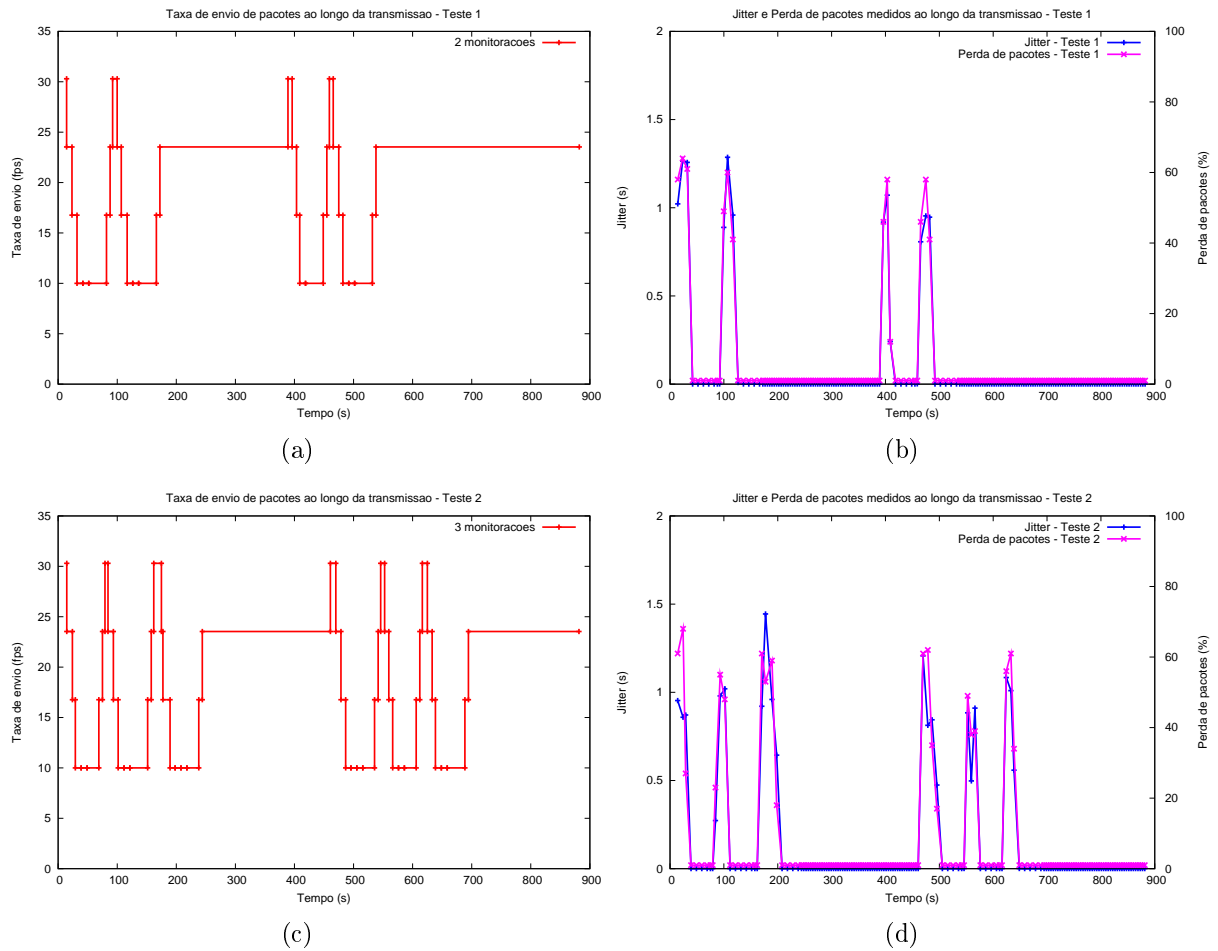 Taxa de envio de pacotes ao longo da transmissao - Teste 1
35
30
25
20
15
10
5
0
Taxa de envio (fps)
2 monitoracoes
0 100 200 300 400 500 600 700 800 900
Tempo (s)
(a)
Jitter e Perda de pacotes medidos ao longo da transmissao - Teste 1
2
1.5
1
0.5
0
Jitter (s)
Jitter - Teste 1
Perda de pacotes - Teste 1
100
80
60
40
20
0
Perda de pacotes (%)
0 100 200 300 400 500 600 700 800 900
Tempo (s)
(b)
Taxa de envio de pacotes ao longo da transmissao - Teste 2
35
30
25
20
15
10
5
0
Taxa de envio (fps)
3 monitoracoes
0 100 200 300 400 500 600 700 800 900
Tempo (s)
(c)
Jitter e Perda de pacotes medidos ao longo da transmissao - Teste 2
2
1.5
1
0.5
0
Jitter (s)
Jitter - Teste 2
Perda de pacotes - Teste 2
100
80
60
40
20
0
Perda de pacotes (%)
0 100 200 300 400 500 600 700 800 900
Tempo (s)
(d)